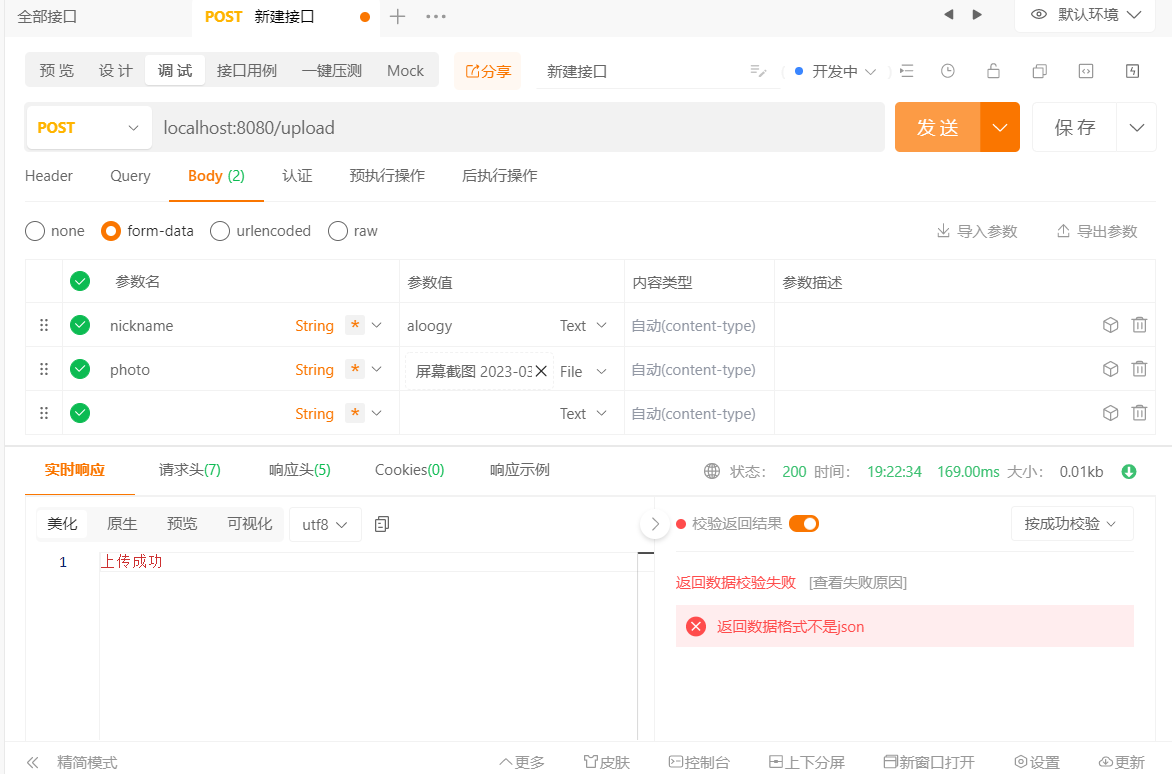 全部接口 POST 新建接口 默认环境
预 览 设 计 调 试 接口用例 一键压测 Mock 分享 新建接口 开发中
POST localhost:8080/upload 发 送 保 存
Header Query Body (2) 认证 预执行操作 后执行操作
none form-data urlencoded raw 导入参数 导出参数
参数名 参数值 内容类型 参数描述
nickname String * aloogy Text 自动(content-type)
photo String * 屏幕截图 2023-03 File 自动(content-type)
String * Text 自动(content-type)
实时响应 请求头(7) 响应头(5) Cookies(0) 响应示例 状态： 200 时间： 19:22:34 169.00ms 大小： 0.01kb
美化 原生 预览 可视化 utf8 校验返回结果 按成功校验
1 上传成功
返回数据校验失败 [查看失败原因]
返回数据格式不是json
精简模式 更多 皮肤 控制台 上下分屏 新窗口打开 设置 更新